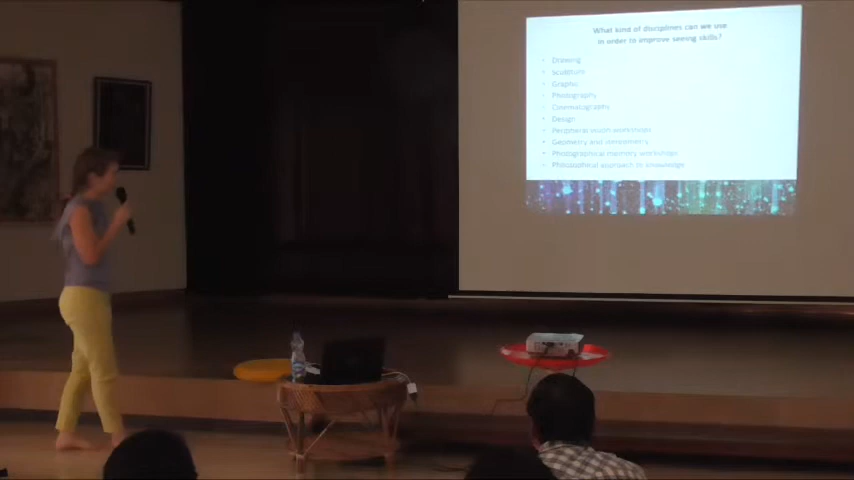 What kind of disciplines can we use
in order to improve seeing skills?
• Drawing
• Sculpture
• Graphic
• Photography
• Cinematography
• Design
• Peripheral vision workshops
• Geometry and
• Photographical memory workshops
• Philosophical approach to knowledge